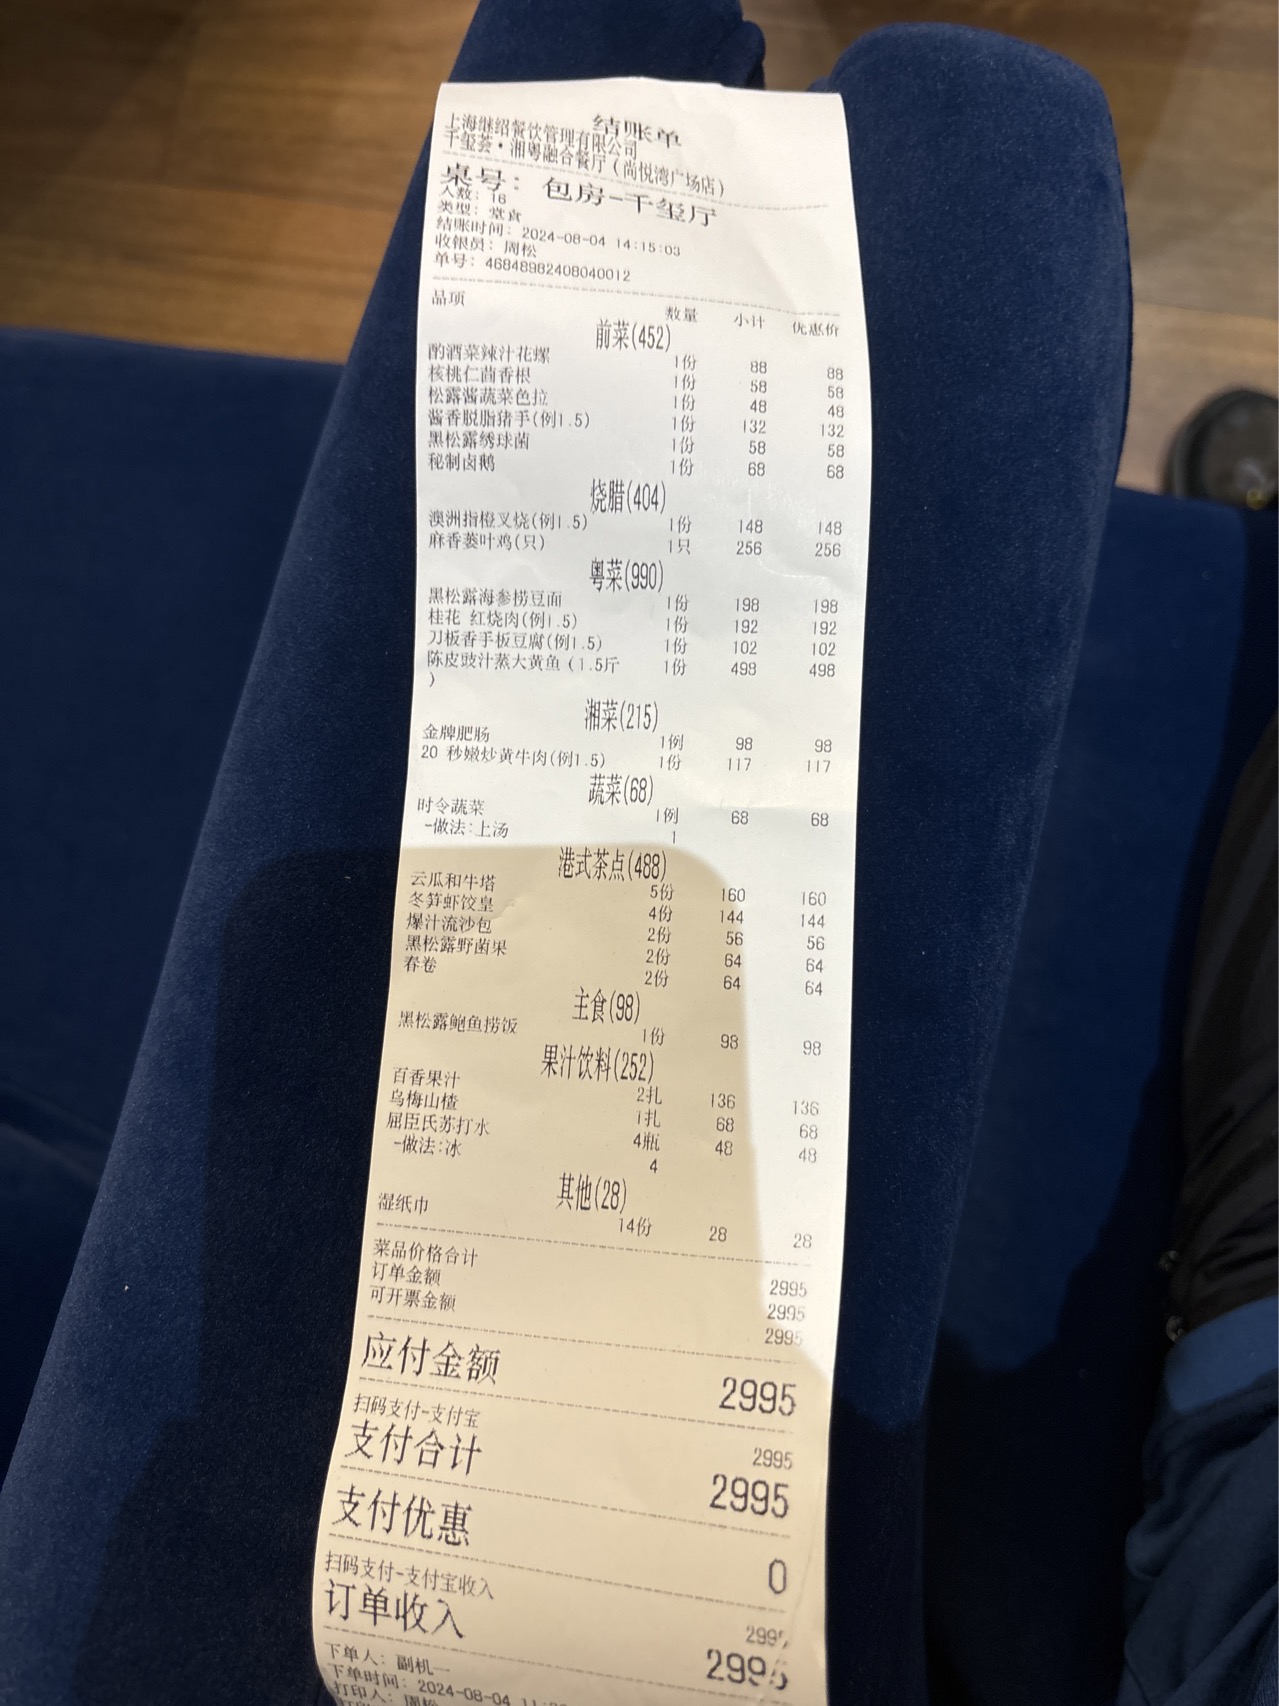 结账单
上海继绍餐饮管理有限公司
千玺荟·湘粤融合餐厅(尚悦湾广场店)
桌号: 包房-千玺厅
人数: 16
类型: 堂食
结账时间: 2024-08-04 14:15:03
收银员: 周松
单号: 46848982408040012
品项 数量 小计 优惠价
前菜(452)
酌酒菜辣汁花螺 1份 88 88
核桃仁茴香根 1份 58 58
松露酱蔬菜色拉 1份 48 48
酱香脱脂猪手(例1.5) 1份 132 132
黑松露绣球菌 1份 58 58
秘制卤鹅 1份 68 68
烧腊(404)
澳洲指橙叉烧(例1.5) 1份 148 148
麻香蒌叶鸡(只) 1只 256 256
粤菜(990)
黑松露海参捞豆面 1份 198 198
桂花 红烧肉(例1.5) 1份 192 192
刀板香手板豆腐(例1.5) 1份 102 102
陈皮豉汁蒸大黄鱼 (1.5斤 1份 498 498
)
湘菜(215)
金牌肥肠 1例 98 98
20 秒嫩炒黄牛肉(例1.5) 1份 117 117
蔬菜(68)
时令蔬菜 1例 68 68
-做法:上汤 1
港式茶点(488)
云瓜和牛塔 5份 160 160
冬笋虾饺皇 4份 144 144
爆汁流沙包 2份 56 56
黑松露野菌果 2份 64 64
春卷 2份 64 64
主食(98)
黑松露鲍鱼捞饭 1份 98 98
果汁饮料(252)
百香果汁 2扎 136 136
乌梅山楂 1扎 68 68
屈臣氏苏打水 4瓶 48 48
-做法:冰 4
其他(28)
湿纸巾 14份 28 28
菜品价格合计 2995
订单金额 2995
可开票金额 2995
应付金额 2995
扫码支付-支付宝 2995
支付合计 2995
支付优惠 0
扫码支付-支付宝收入 2995
订单收入 2995
下单人: 副机一
下单时间: 2024-08-04
打印人: 周松